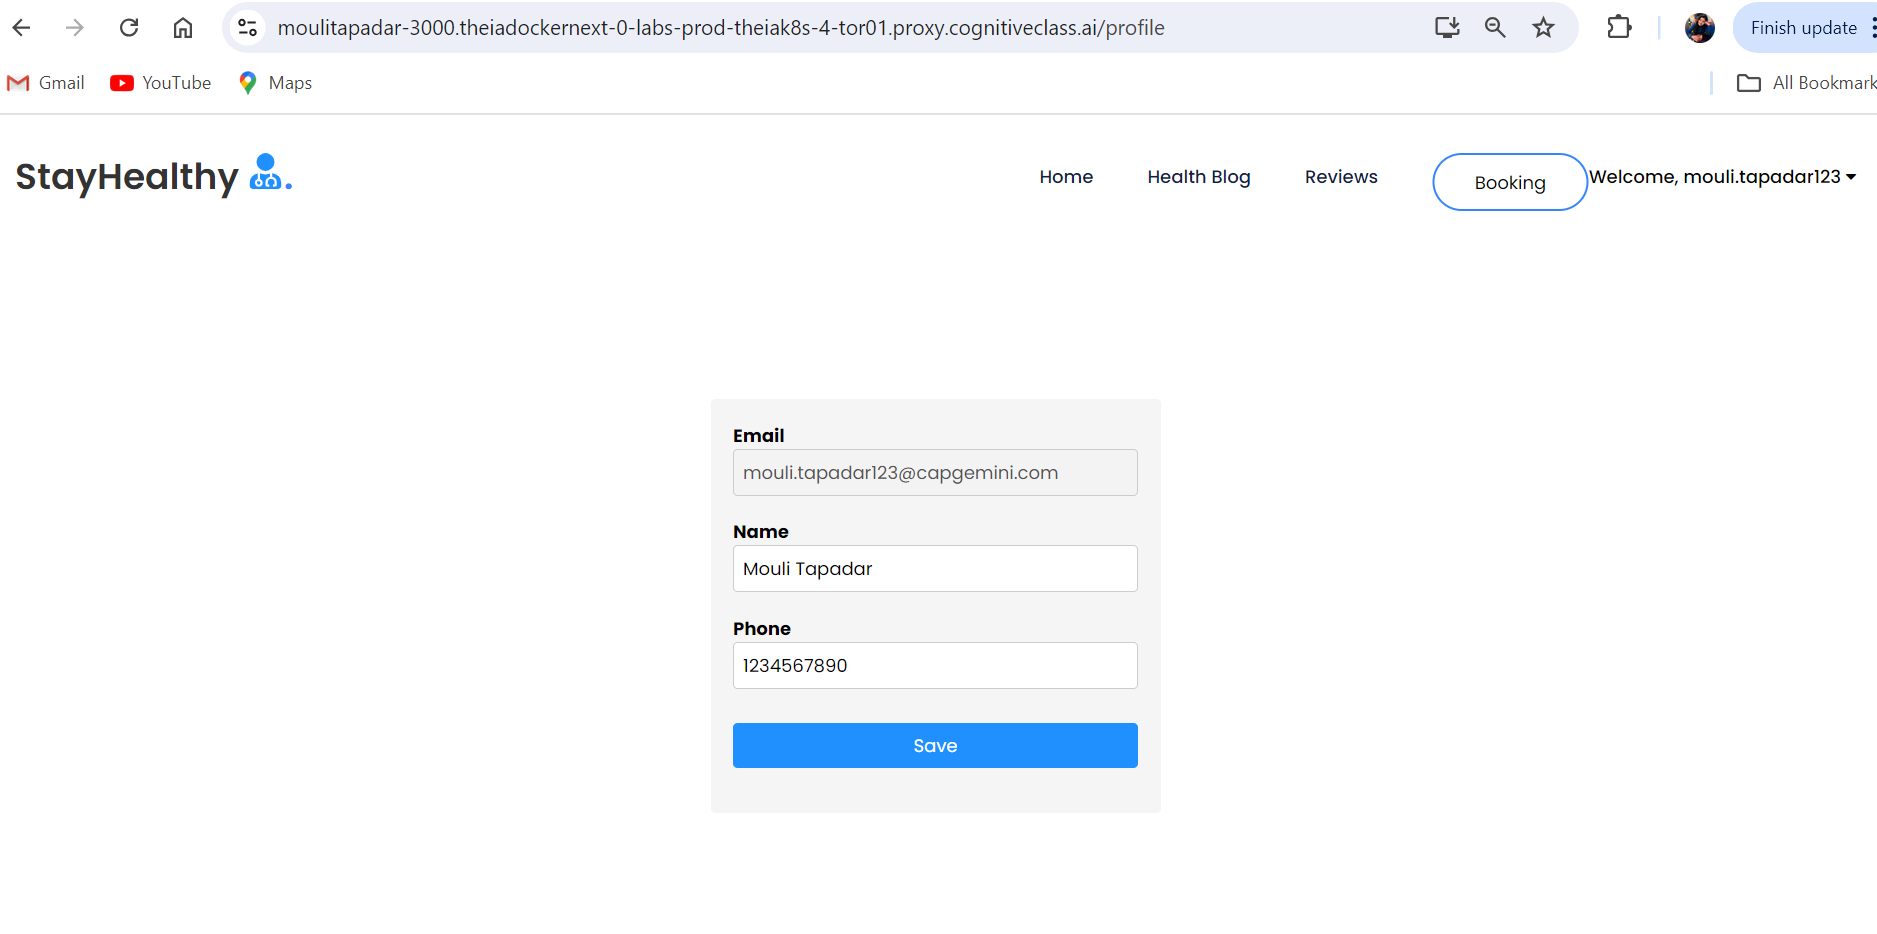 moulitapadar-3000.theiadockernext-0-labs-prod-theiak8s-4-tor01.proxy.cognitiveclass.ai/profile
Finish update
Gmail
YouTube
Maps
All Bookmark
StayHealthy
Home
Health Blog
Reviews
Booking
Welcome, mouli.tapadar123
Email
mouli.tapadar123@capgemini.com
Name
Mouli Tapadar
Phone
1234567890
Save